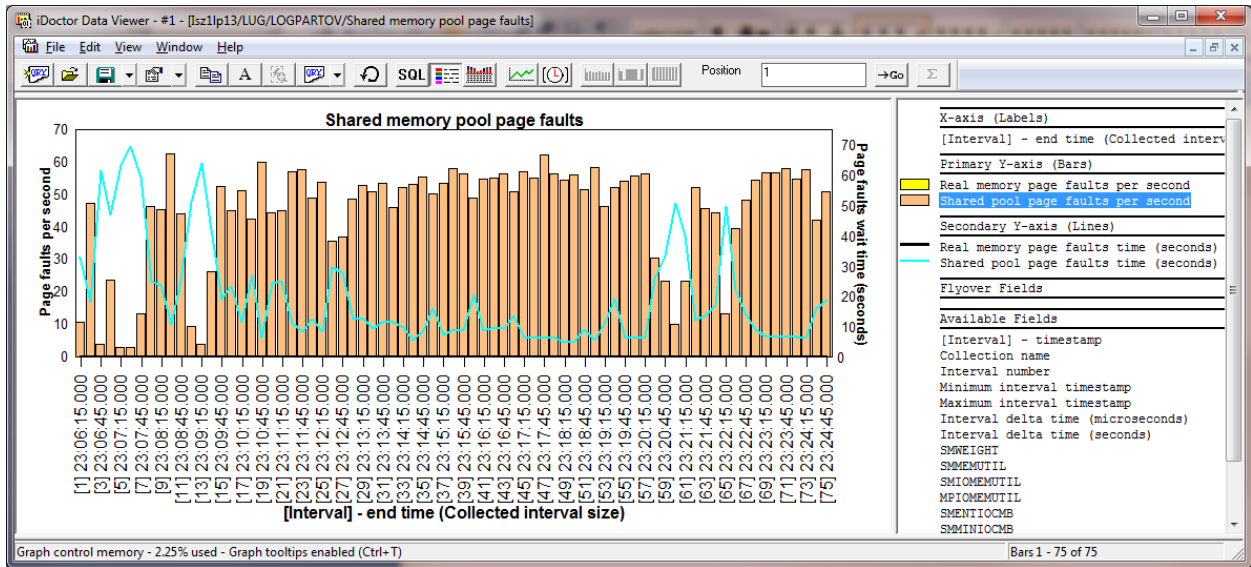 iDoctor Data Viewer - #1 - [Isz1lp13/LUG/LOGPARTOV/Shared memory pool page faults]
File Edit View Window Help
SQL Position 1 Go Σ
Shared memory pool page faults
Page faults per second
70
60
50
40
30
20
10
0
70
60
50
40
30
20
10
0
Page faults wait time (seconds)
[1] 23:06:15.000
[3] 23:06:45.000
[5] 23:07:15.000
[7] 23:07:45.000
[9] 23:08:15.000
[11] 23:08:45.000
[13] 23:09:15.000
[15] 23:09:45.000
[17] 23:10:15.000
[19] 23:10:45.000
[21] 23:11:15.000
[23] 23:11:45.000
[25] 23:12:15.000
[27] 23:12:45.000
[29] 23:13:15.000
[31] 23:13:45.000
[33] 23:14:15.000
[35] 23:14:45.000
[37] 23:15:15.000
[39] 23:15:45.000
[41] 23:16:15.000
[43] 23:16:45.000
[45] 23:17:15.000
[47] 23:17:45.000
[49] 23:18:15.000
[51] 23:18:45.000
[53] 23:19:15.000
[55] 23:19:45.000
[57] 23:20:15.000
[59] 23:20:45.000
[61] 23:21:15.000
[63] 23:21:45.000
[65] 23:22:15.000
[67] 23:22:45.000
[69] 23:23:15.000
[71] 23:23:45.000
[73] 23:24:15.000
[75] 23:24:45.000
[Interval] - end time (Collected interval size)
X-axis (Labels)
[Interval] - end time (Collected interv
Primary Y-axis (Bars)
Real memory page faults per second
Shared pool page faults per second
Secondary Y-axis (Lines)
Real memory page faults time (seconds)
Shared pool page faults time (seconds)
Flyover Fields
Available Fields
[Interval] - timestamp
Collection name
Interval number
Minimum interval timestamp
Maximum interval timestamp
Interval delta time (microseconds)
Interval delta time (seconds)
SMWEIGHT
SMMEMUTIL
SMIOMEMUTIL
MPIOMEMUTIL
SMENTIOCMB
SMMINIOCMB
Graph control memory - 2.25% used - Graph tooltips enabled (Ctrl+T)
Bars 1 - 75 of 75